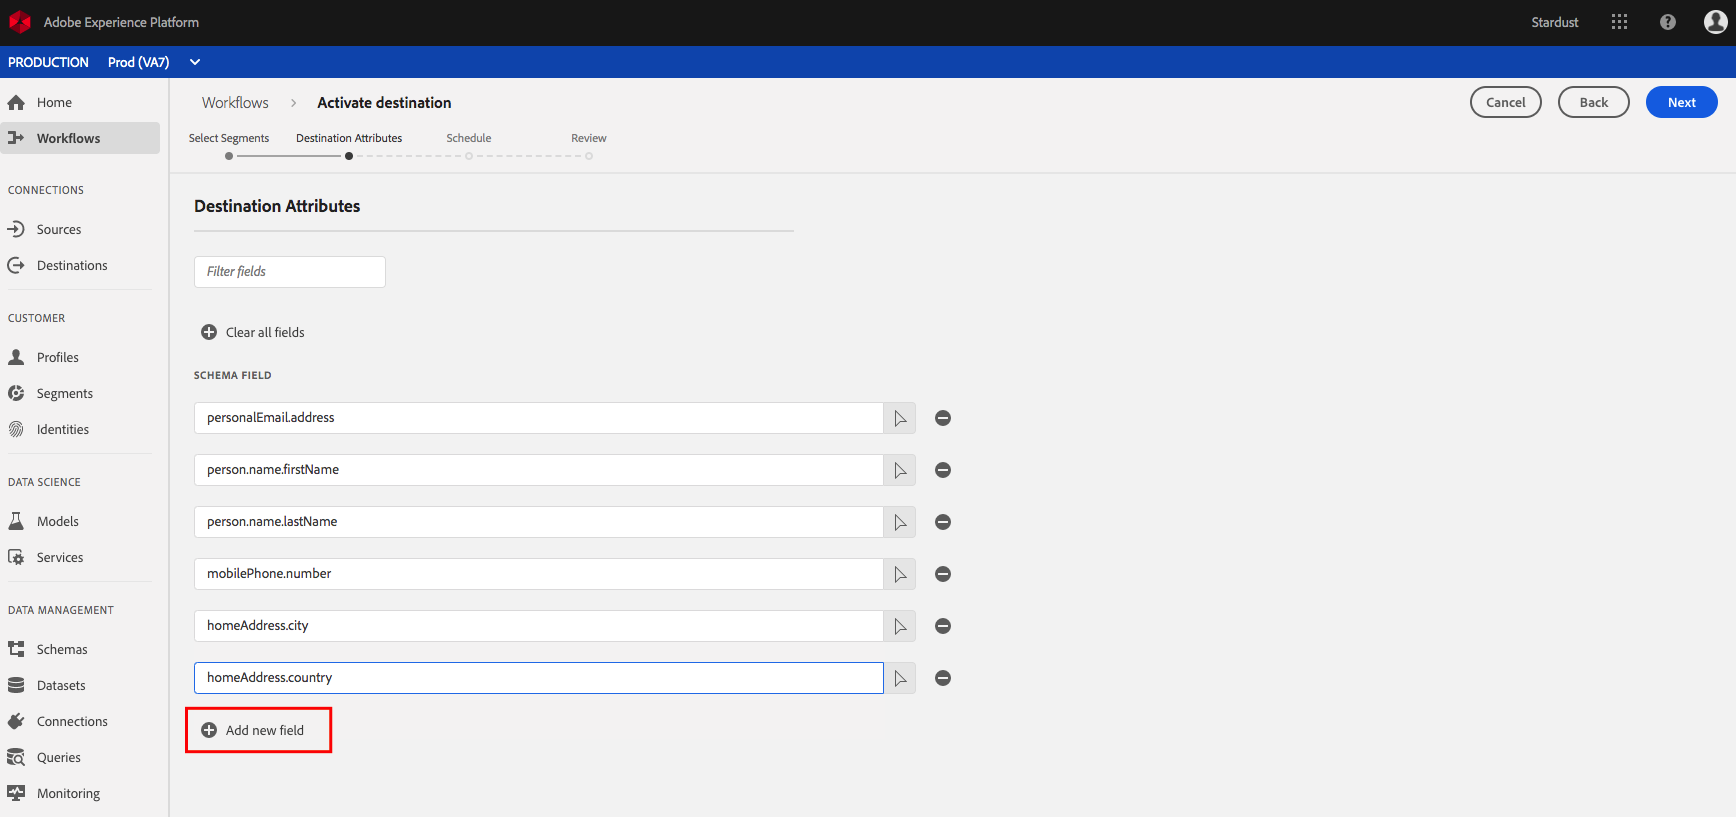 Adobe Experience Platform
Stardust
PRODUCTION Prod (VA7)
Home
Workflows
CONNECTIONS
Sources
Destinations
CUSTOMER
Profiles
Segments
Identities
DATA SCIENCE
Models
Services
DATA MANAGEMENT
Schemas
Datasets
Connections
Queries
Monitoring
Workflows > Activate destination
Cancel
Back
Next
Select Segments
Destination Attributes
Schedule
Review
Destination Attributes
Filter fields
Clear all fields
SCHEMA FIELD
personalEmail.address
person.name.firstName
person.name.lastName
mobilePhone.number
homeAddress.city
homeAddress.country
Add new field